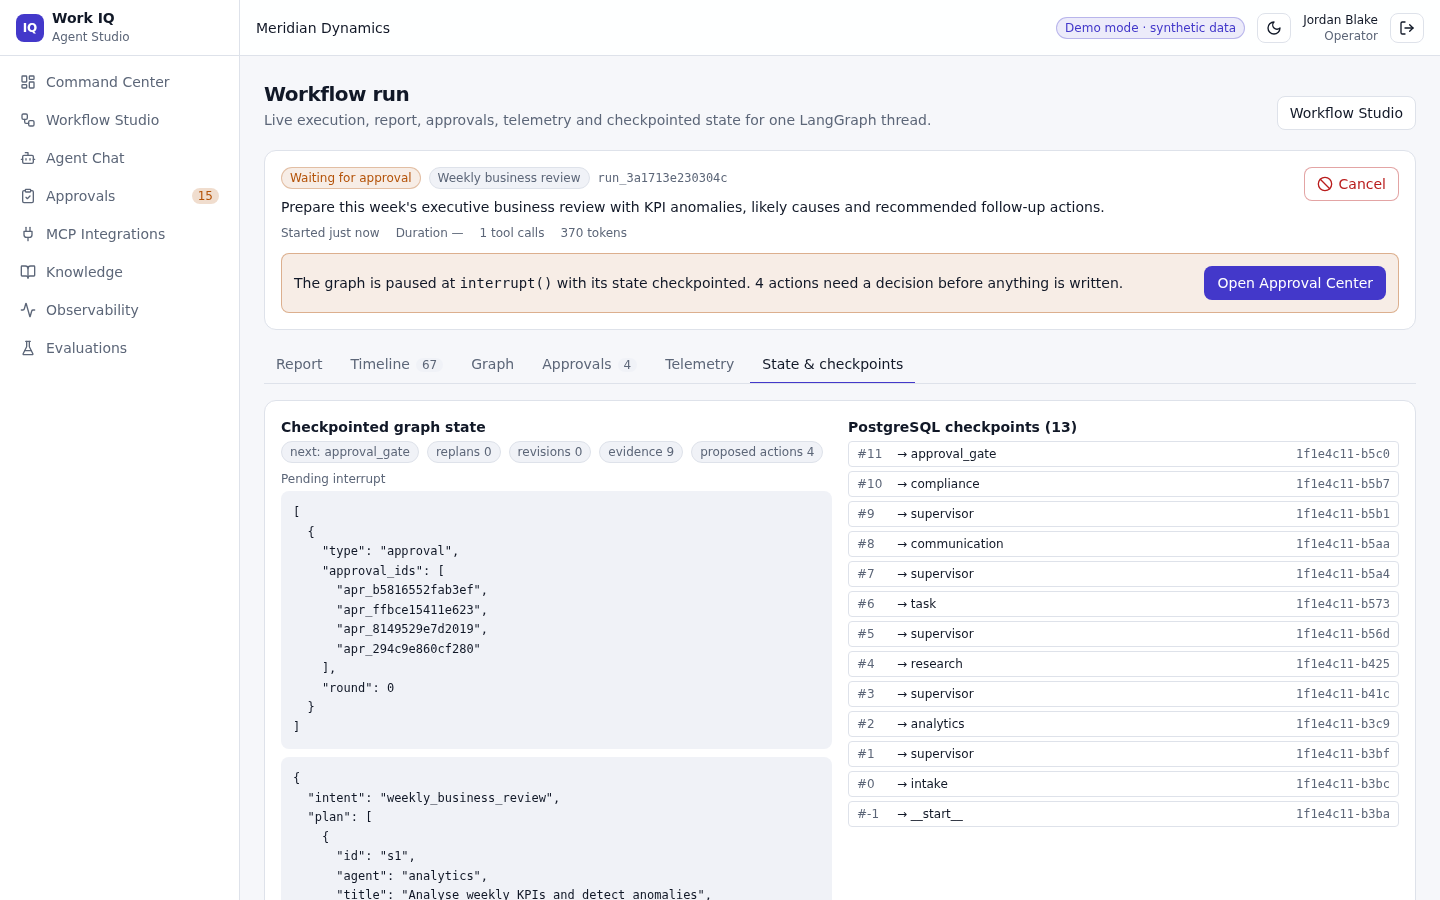 IQ
Work IQ
Agent Studio
Meridian Dynamics
Demo mode · synthetic data
Jordan Blake
Operator
Command Center
Workflow Studio
Agent Chat
Approvals 15
MCP Integrations
Knowledge
Observability
Evaluations
Workflow run
Live execution, report, approvals, telemetry and checkpointed state for one LangGraph thread.
Workflow Studio
Waiting for approval Weekly business review run_3a1713e230304c
Cancel
Prepare this week's executive business review with KPI anomalies, likely causes and recommended follow-up actions.
Started just now Duration — 1 tool calls 370 tokens
The graph is paused at interrupt() with its state checkpointed. 4 actions need a decision before anything is written.
Open Approval Center
Report Timeline 67 Graph Approvals 4 Telemetry State & checkpoints
Checkpointed graph state
next: approval_gate replans 0 revisions 0 evidence 9 proposed actions 4
Pending interrupt
[
{
"type": "approval",
"approval_ids": [
"apr_b5816552fab3ef",
"apr_ffbce15411e623",
"apr_8149529e7d2019",
"apr_294c9e860cf280"
],
"round": 0
}
]
{
"intent": "weekly_business_review",
"plan": [
{
"id": "s1",
"agent": "analytics",
"title": "Analyse weekly KPIs and detect anomalies",
PostgreSQL checkpoints (13)
#11 → approval_gate 1f1e4c11-b5c0
#10 → compliance 1f1e4c11-b5b7
#9 → supervisor 1f1e4c11-b5b1
#8 → communication 1f1e4c11-b5aa
#7 → supervisor 1f1e4c11-b5a4
#6 → task 1f1e4c11-b573
#5 → supervisor 1f1e4c11-b56d
#4 → research 1f1e4c11-b425
#3 → supervisor 1f1e4c11-b41c
#2 → analytics 1f1e4c11-b3c9
#1 → supervisor 1f1e4c11-b3bf
#0 → intake 1f1e4c11-b3bc
#-1 → __start__ 1f1e4c11-b3ba